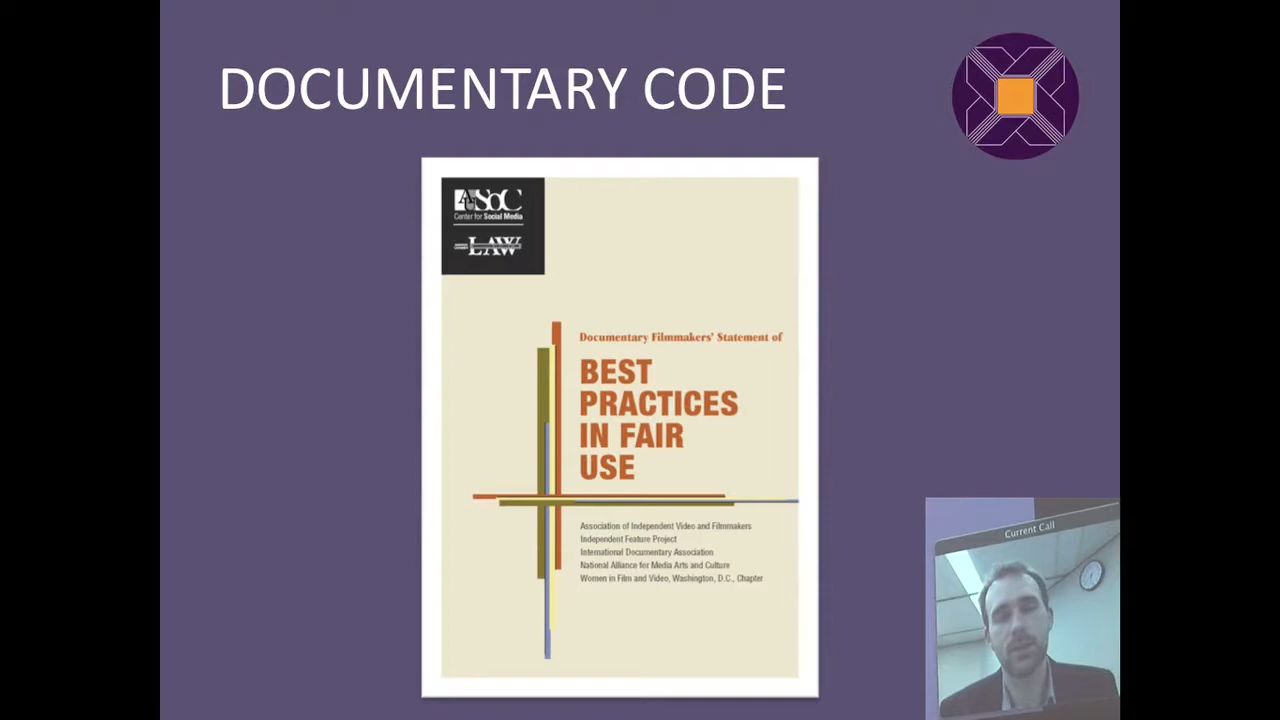 DOCUMENTARY CODE
AUSoC
Center for Social Media
LAW
Documentary Filmmakers' Statement of
BEST
PRACTICES
IN FAIR
USE
Association of Independent Video and Filmmakers
Independent Feature Project
International Documentary Association
National Alliance for Media Arts and Culture
Women in Film and Video, Washington, D.C., Chapter
Current Call